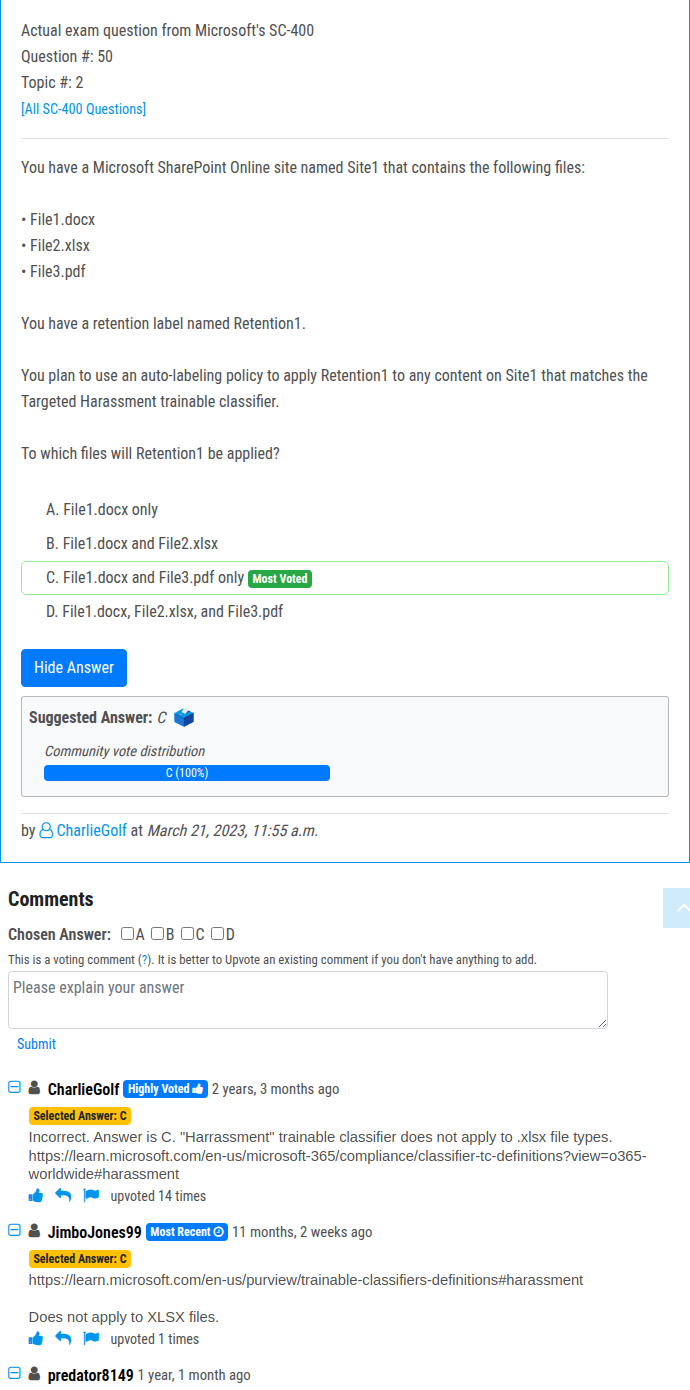 Actual exam question from Microsoft's SC-400
Question #: 50
Topic #: 2
[All SC-400 Questions]
You have a Microsoft SharePoint Online site named Site1 that contains the following files:
• File1.docx
• File2.xlsx
• File3.pdf
You have a retention label named Retention1.
You plan to use an auto-labeling policy to apply Retention1 to any content on Site1 that matches the
Targeted Harassment trainable classifier.
To which files will Retention1 be applied?
A. File1.docx only
B. File1.docx and File2.xlsx
C. File1.docx and File3.pdf only Most Voted
D. File1.docx, File2.xlsx, and File3.pdf
Hide Answer
Suggested Answer: C
Community vote distribution
C (100%)
by CharlieGolf at March 21, 2023, 11:55 a.m.
Comments
Chosen Answer: A B C D
This is a voting comment (?). It is better to Upvote an existing comment if you don't have anything to add.
Please explain your answer
Submit
CharlieGolf Highly Voted 2 years, 3 months ago
Selected Answer: C
Incorrect. Answer is C. "Harrassment" trainable classifier does not apply to .xlsx file types.
https://learn.microsoft.com/en-us/microsoft-365/compliance/classifier-tc-definitions?view=o365-
worldwide#harassment
upvoted 14 times
JimboJones99 Most Recent 11 months, 2 weeks ago
Selected Answer: C
https://learn.microsoft.com/en-us/purview/trainable-classifiers-definitions#harassment
Does not apply to XLSX files.
upvoted 1 times
predator8149 1 year, 1 month ago